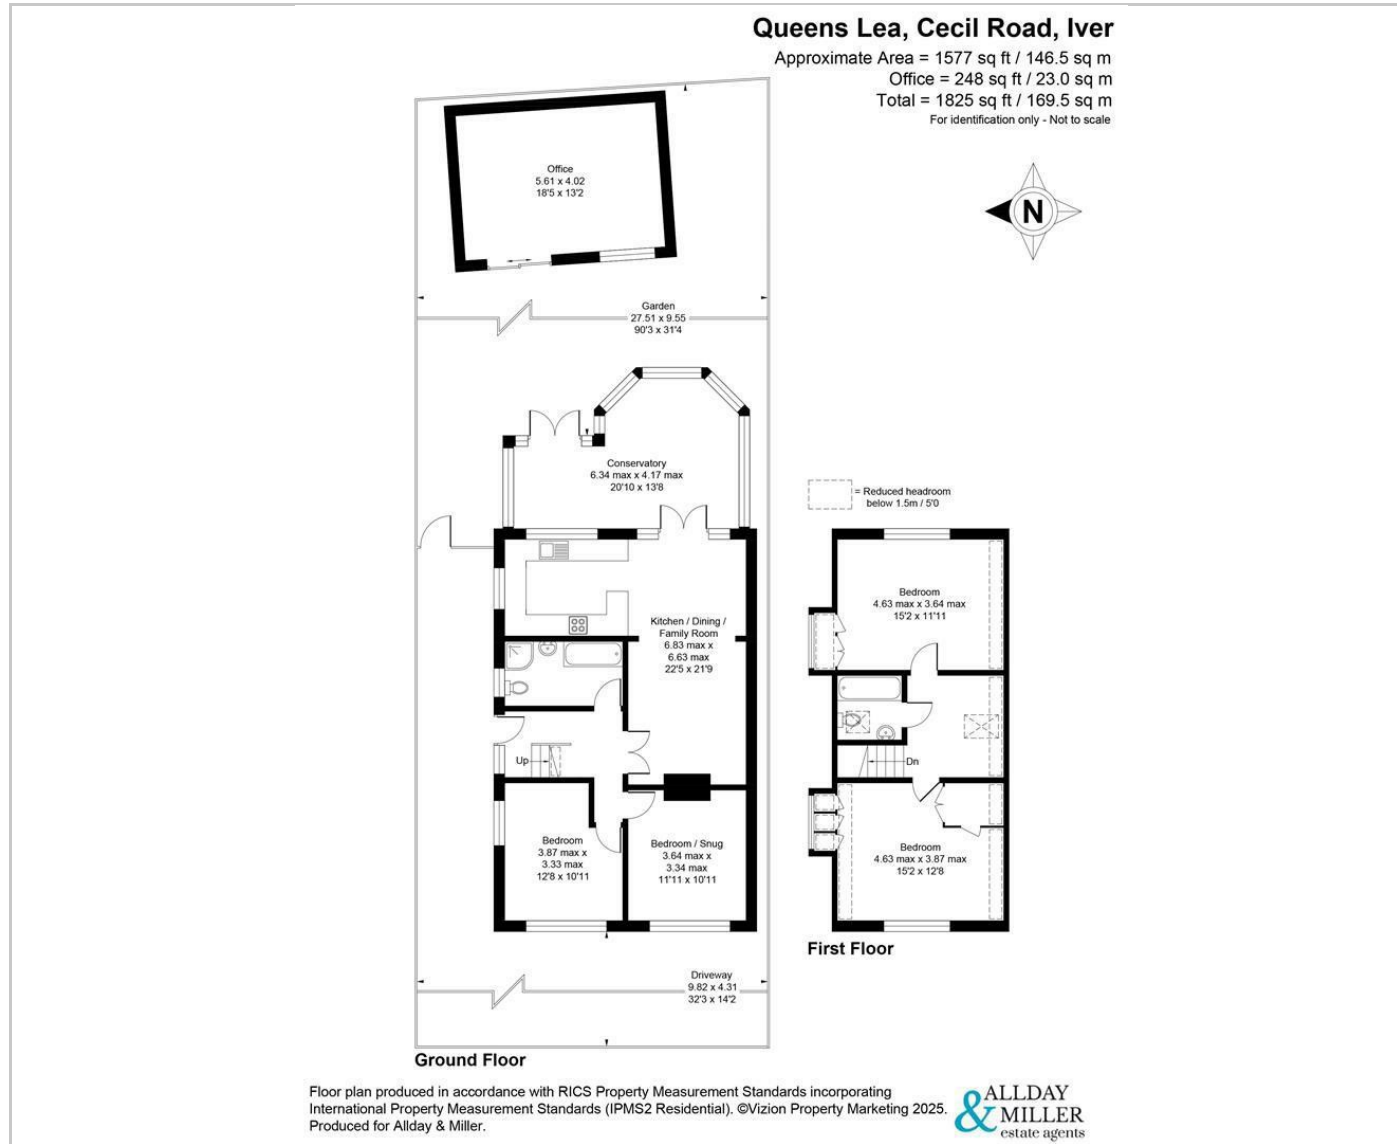 Queens Lea, Cecil Road, Iver
Approximate Area = 1577 sq ft / 146.5 sq m
Office = 248 sq ft / 23.0 sq m
Total = 1825 sq ft / 169.5 sq m
For identification only - Not to scale
N
Office
5.61 x 4.02
18'5 x 13'2
Garden
27.51 x 9.55
90'3 x 31'4
Conservatory
6.34 max x 4.17 max
20'10 x 13'8
Kitchen / Dining /
Family Room
6.83 max x
6.63 max
22'5 x 21'9
Up
Bedroom
3.87 max x
3.33 max
12'8 x 10'11
Bedroom / Snug
3.64 max x
3.34 max
11'11 x 10'11
Driveway
9.82 x 4.31
32'3 x 14'2
Ground Floor
= Reduced headroom
below 1.5m / 5'0
Bedroom
4.63 max x 3.64 max
15'2 x 11'11
Dn
Bedroom
4.63 max x 3.87 max
15'2 x 12'8
First Floor
Floor plan produced in accordance with RICS Property Measurement Standards incorporating
International Property Measurement Standards (IPMS2 Residential). ©Vizion Property Marketing 2025.
Produced for Allday & Miller.
ALLDAY
& MILLER
estate agents